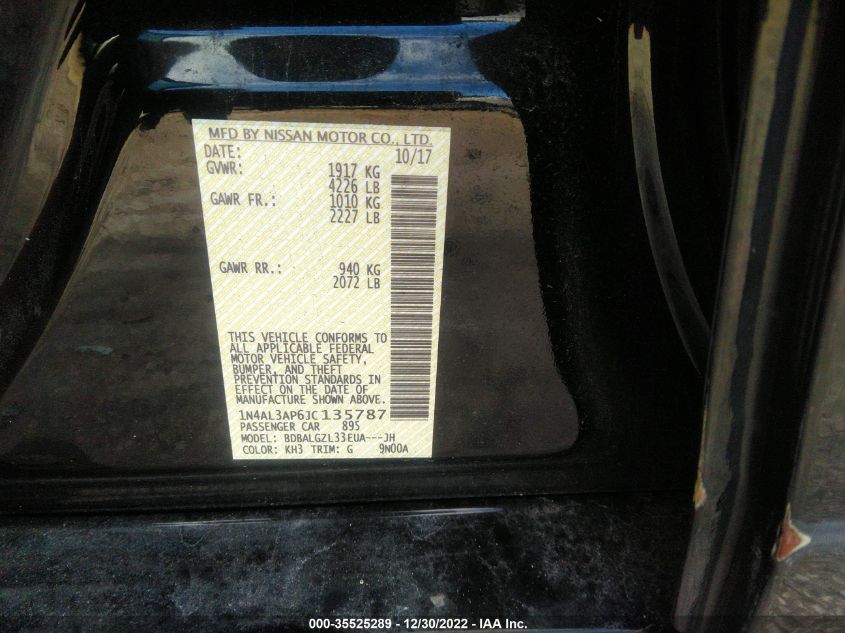 MFD BY NISSAN MOTOR CO., LTD.
DATE: 10/17
GVWR: 1917 KG
4226 LB
GAWR FR.: 1010 KG
2227 LB
GAWR RR.: 940 KG
2072 LB
THIS VEHICLE CONFORMS TO
ALL APPLICABLE FEDERAL
MOTOR VEHICLE SAFETY,
BUMPER, AND THEFT
PREVENTION STANDARDS IN
EFFECT ON THE DATE OF
MANUFACTURE SHOWN ABOVE.
1N4AL3AP6JC135787
PASSENGER CAR 895
MODEL: BDBALGZL33EUA---JH
COLOR: KH3 TRIM: G 9N00A
000-35525289 - 12/30/2022 - IAA Inc.